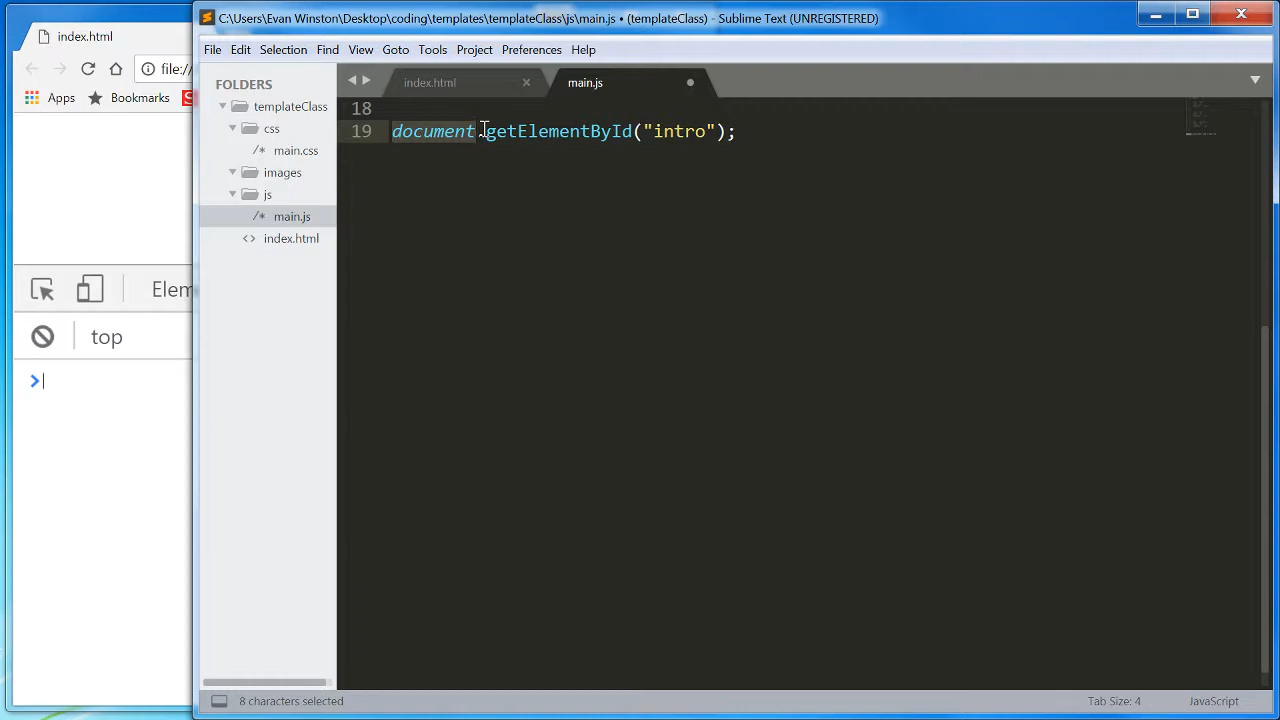 index.html
file://
Apps
Bookmarks
Elem
top
C:\Users\Evan Winston\Desktop\coding\templates\templateClass\js\main.js • (templateClass) - Sublime Text (UNREGISTERED)
File Edit Selection Find View Goto Tools Project Preferences Help
FOLDERS
templateClass
css
/* main.css
images
js
/* main.js
<> index.html
index.html
main.js
18
19 document.getElementById("intro");
8 characters selected
Tab Size: 4
JavaScript